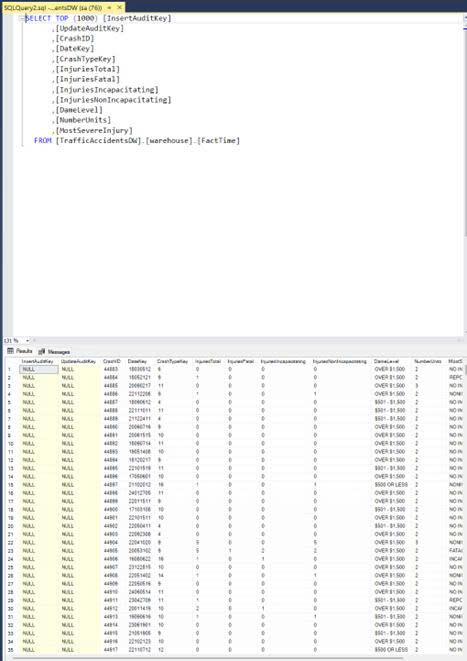 SQLQuery2.sql -...entsDW (sa (76))
SELECT TOP (1000) [InsertAuditKey]
,[UpdateAuditKey]
,[CrashID]
,[DateKey]
,[CrashTypeKey]
,[InjuriesTotal]
,[InjuriesFatal]
,[InjuriesIncapacitating]
,[InjuriesNonIncapacitating]
,[DameLevel]
,[NumberUnits]
,[MostSevereInjury]
FROM [TrafficAccidentsDW].[warehouse].[FactTime]
131 %
Results Messages
InsertAuditKey UpdateAuditKey CrashID DateKey CrashTypeKey InjuriesTotal InjuriesFatal InjuriesIncapacitating InjuriesNonIncapacitating DameLevel NumberUnits MostS
1 NULL NULL 44883 18030512 6 0 0 0 0 OVER $1,500 2 NO IN
2 NULL NULL 44884 18052121 9 1 0 0 0 OVER $1,500 2 REPC
3 NULL NULL 44885 20090217 11 0 0 0 0 OVER $1,500 3 NO IN
4 NULL NULL 44886 22112206 6 1 0 0 1 OVER $1,500 2 NONI
5 NULL NULL 44887 18090612 4 0 0 0 0 $501 - $1,500 2 NO IN
6 NULL NULL 44888 22111011 11 0 0 0 0 $501 - $1,500 2 NO IN
7 NULL NULL 44889 21122411 4 0 0 0 0 $501 - $1,500 2 NO IN
8 NULL NULL 44890 20060716 9 0 0 0 0 OVER $1,500 2 NO IN
9 NULL NULL 44891 20061515 10 0 0 0 0 OVER $1,500 2 NO IN
10 NULL NULL 44892 18090714 11 0 0 0 0 OVER $1,500 2 NO IN
11 NULL NULL 44893 19051408 10 0 0 0 0 OVER $1,500 2 NO IN
12 NULL NULL 44894 18120217 9 0 0 0 0 OVER $1,500 2 NO IN
13 NULL NULL 44895 22101519 11 0 0 0 0 $501 - $1,500 2 NO IN
14 NULL NULL 44896 17050601 10 0 0 0 0 OVER $1,500 2 NO IN
15 NULL NULL 44897 21102012 16 1 0 0 1 $500 OR LESS 2 NONI
16 NULL NULL 44898 24012705 11 0 0 0 0 OVER $1,500 2 NO IN
17 NULL NULL 44899 22011511 9 0 0 0 0 OVER $1,500 2 NO IN
18 NULL NULL 44900 17103108 10 0 0 0 0 $501 - $1,500 2 NO IN
19 NULL NULL 44901 22101511 10 0 0 0 0 OVER $1,500 2 NO IN
20 NULL NULL 44902 22050411 4 0 0 0 0 $501 - $1,500 2 NO IN
21 NULL NULL 44903 22092308 4 0 0 0 0 OVER $1,500 2 NO IN
22 NULL NULL 44904 22041020 9 5 0 0 5 OVER $1,500 2 NONI
23 NULL NULL 44905 20053102 9 5 1 2 2 OVER $1,500 2 FATAL
24 NULL NULL 44906 19080622 16 1 0 1 0 OVER $1,500 2 INCAP
25 NULL NULL 44907 23122815 10 0 0 0 0 OVER $1,500 2 NO IN
26 NULL NULL 44908 22051402 14 1 0 0 1 OVER $1,500 2 NONI
27 NULL NULL 44909 22050516 9 0 0 0 0 OVER $1,500 2 NO IN
28 NULL NULL 44910 24060514 11 0 0 0 0 OVER $1,500 2 NO IN
29 NULL NULL 44911 23042709 11 1 0 0 0 $501 - $1,500 2 REPC
30 NULL NULL 44912 20011419 10 2 0 1 0 OVER $1,500 2 INCAP
31 NULL NULL 44913 19090616 10 1 0 0 1 $501 - $1,500 2 NONI
32 NULL NULL 44914 23061901 10 0 0 0 0 OVER $1,500 2 NO IN
33 NULL NULL 44915 21051905 9 0 0 0 0 OVER $1,500 2 NO IN
34 NULL NULL 44916 22102123 10 0 0 0 0 OVER $1,500 2 NO IN
35 NULL NULL 44917 22110712 12 0 0 0 0 $500 OR LESS 2 NO IN